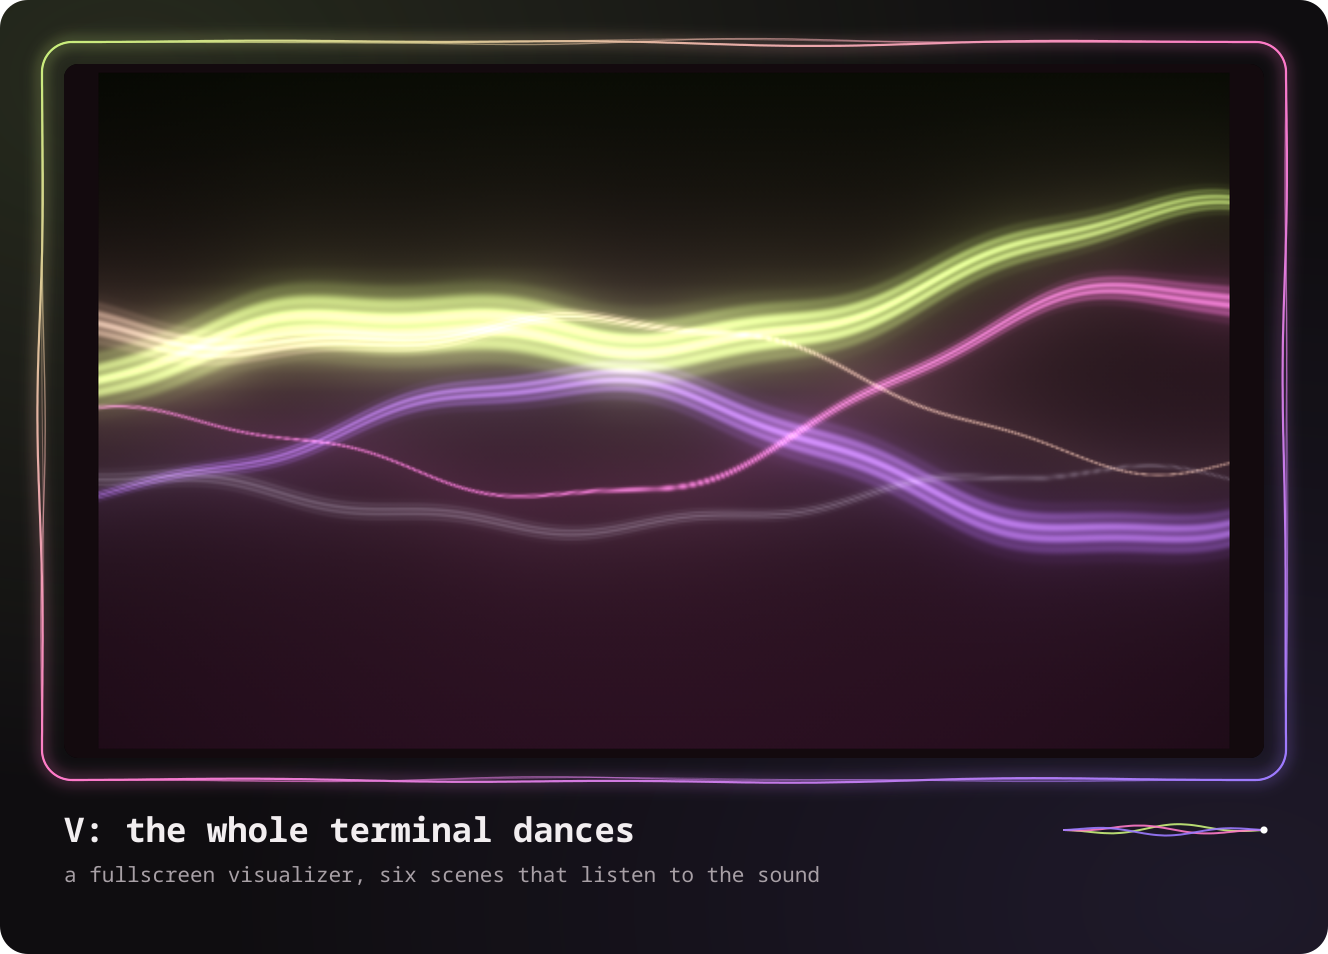 V: the whole terminal dances
a fullscreen visualizer, six scenes that listen to the sound